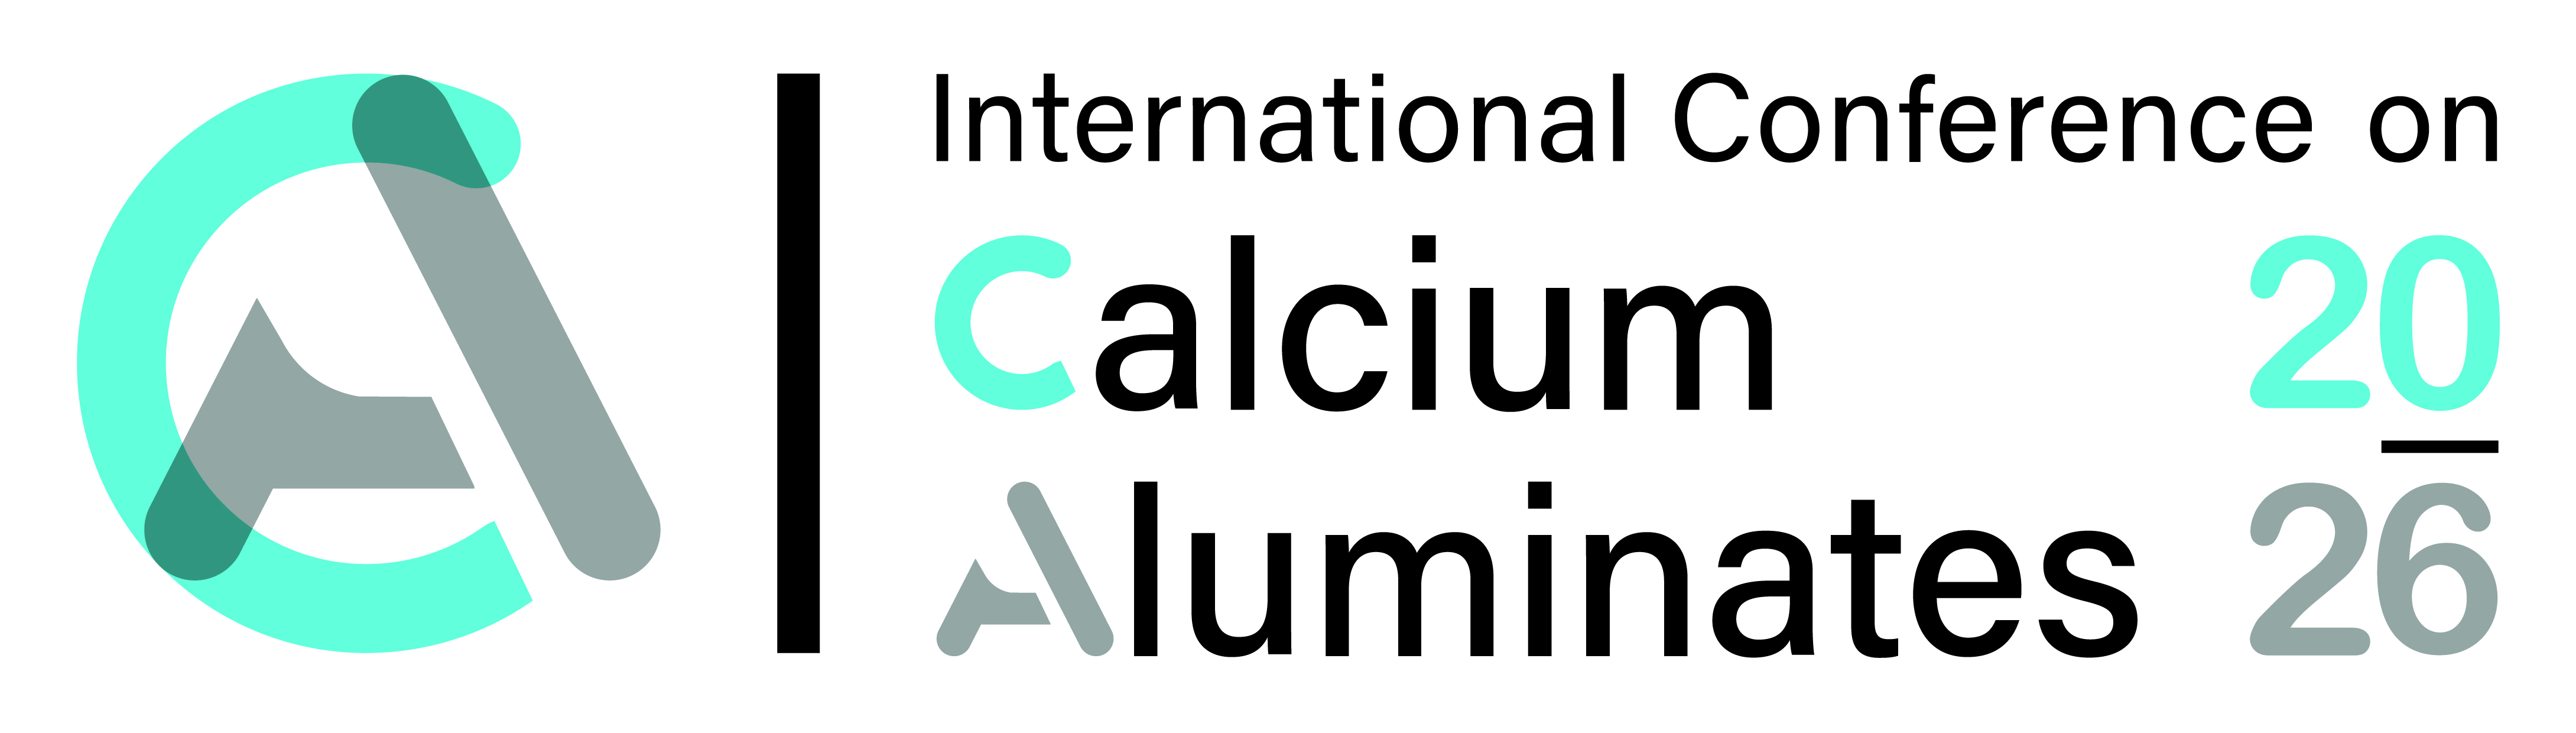 International Conference on
Calcium 20
Aluminates 26